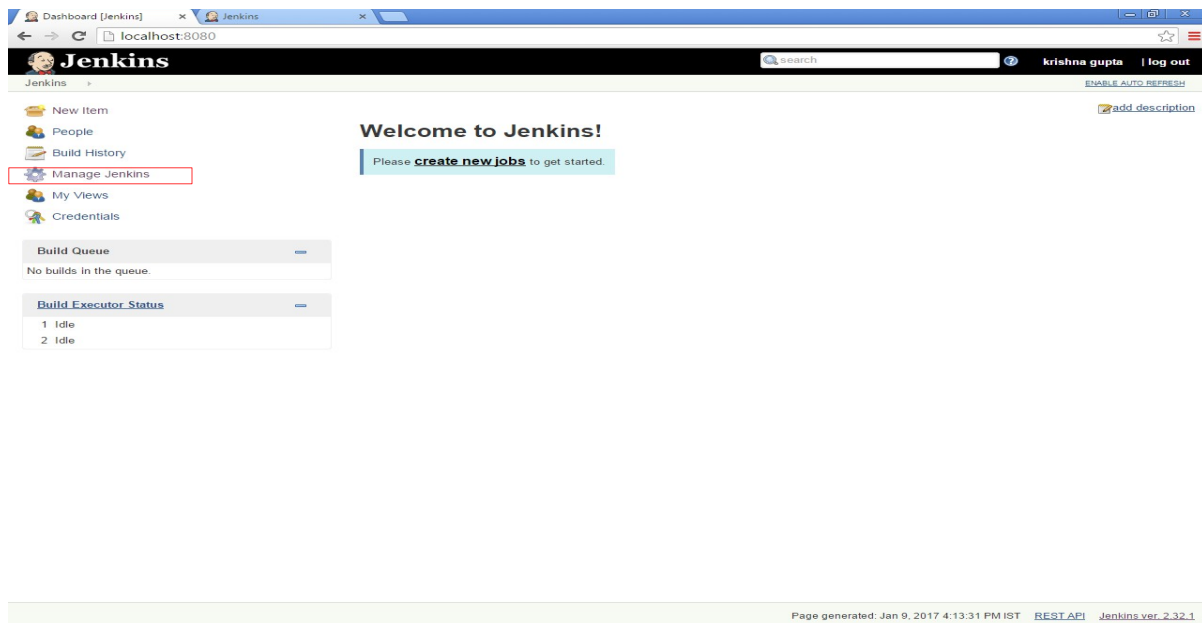 Dashboard [Jenkins]
Jenkins
localhost:8080
Jenkins
search
krishna gupta | log out
Jenkins
ENABLE AUTO REFRESH
New Item
People
Build History
Manage Jenkins
My Views
Credentials
Build Queue
No builds in the queue.
Build Executor Status
1 Idle
2 Idle
add description
Welcome to Jenkins!
Please create new jobs to get started.
Page generated: Jan 9, 2017 4:13:31 PM IST REST API Jenkins ver. 2.32.1